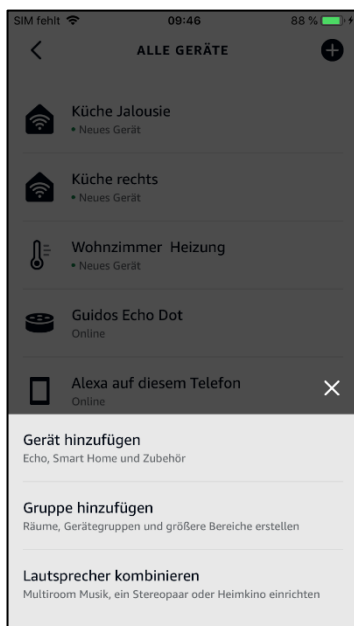 SIM fehlt 09:46 88 %
ALLE GERÄTE
Küche Jalousie
• Neues Gerät
Küche rechts
• Neues Gerät
Wohnzimmer Heizung
• Neues Gerät
Guidos Echo Dot
Online
Alexa auf diesem Telefon
Online
Gerät hinzufügen
Echo, Smart Home und Zubehör
Gruppe hinzufügen
Räume, Gerätegruppen und größere Bereiche erstellen
Lautsprecher kombinieren
Multiroom Musik, ein Stereopaar oder Heimkino einrichten